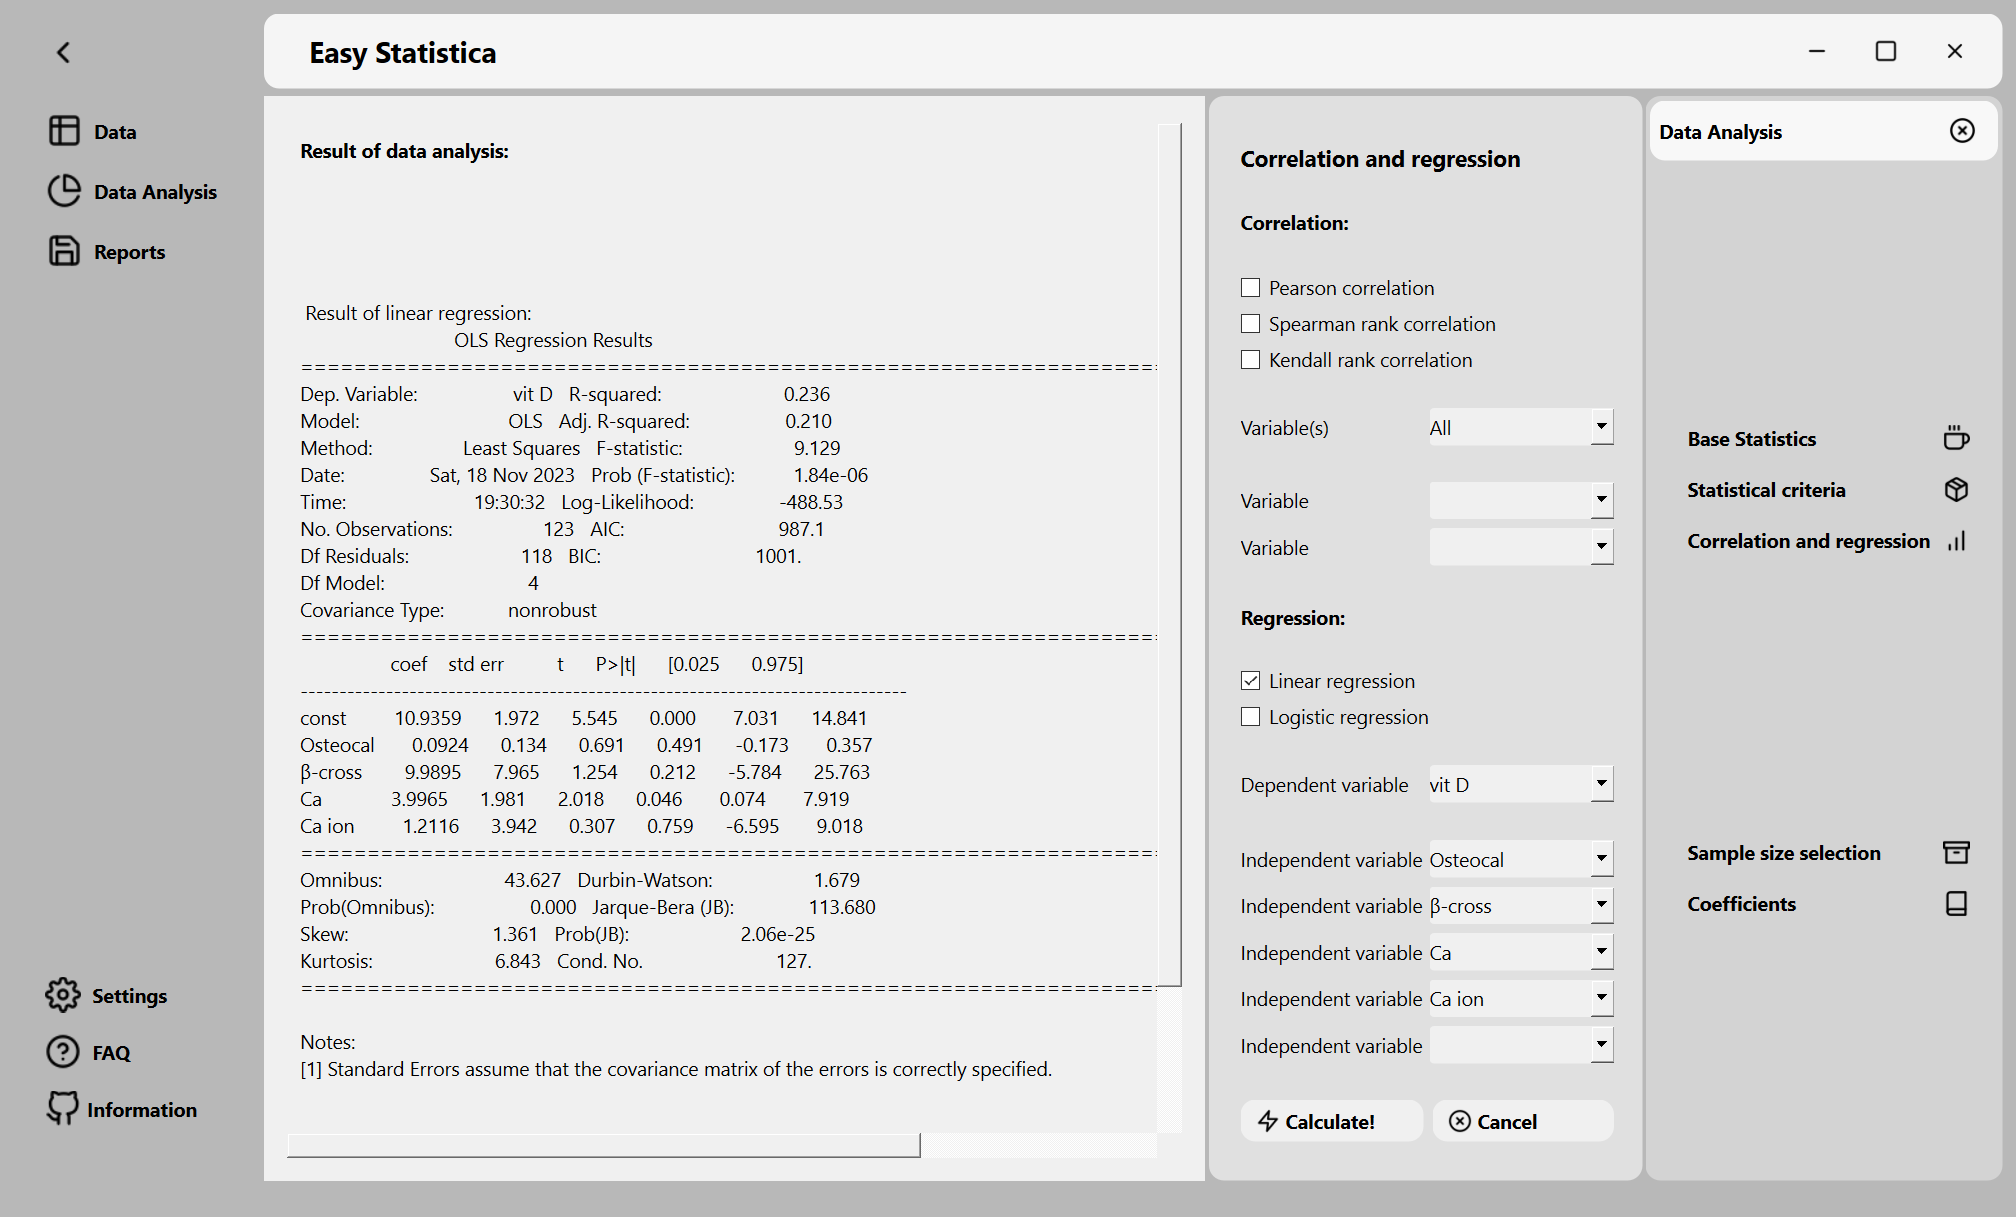 Easy Statistica
Data
Data Analysis
Reports
Settings
FAQ
Information
Result of data analysis:
Result of linear regression:
OLS Regression Results
================================================================
Dep. Variable: vit D R-squared: 0.236
Model: OLS Adj. R-squared: 0.210
Method: Least Squares F-statistic: 9.129
Date: Sat, 18 Nov 2023 Prob (F-statistic): 1.84e-06
Time: 19:30:32 Log-Likelihood: -488.53
No. Observations: 123 AIC: 987.1
Df Residuals: 118 BIC: 1001.
Df Model: 4
Covariance Type: nonrobust
================================================================
coef std err t P>|t| [0.025 0.975]
------------------------------------------------------------------------------
const 10.9359 1.972 5.545 0.000 7.031 14.841
Osteocal 0.0924 0.134 0.691 0.491 -0.173 0.357
β-cross 9.9895 7.965 1.254 0.212 -5.784 25.763
Ca 3.9965 1.981 2.018 0.046 0.074 7.919
Ca ion 1.2116 3.942 0.307 0.759 -6.595 9.018
================================================================
Omnibus: 43.627 Durbin-Watson: 1.679
Prob(Omnibus): 0.000 Jarque-Bera (JB): 113.680
Skew: 1.361 Prob(JB): 2.06e-25
Kurtosis: 6.843 Cond. No. 127.
================================================================
Notes:
[1] Standard Errors assume that the covariance matrix of the errors is correctly specified.
Correlation and regression
Correlation:
Pearson correlation
Spearman rank correlation
Kendall rank correlation
Variable(s) All
Variable
Variable
Regression:
Linear regression
Logistic regression
Dependent variable vit D
Independent variable Osteocal
Independent variable β-cross
Independent variable Ca
Independent variable Ca ion
Independent variable
Calculate! Cancel
Data Analysis
Base Statistics
Statistical criteria
Correlation and regression
Sample size selection
Coefficients